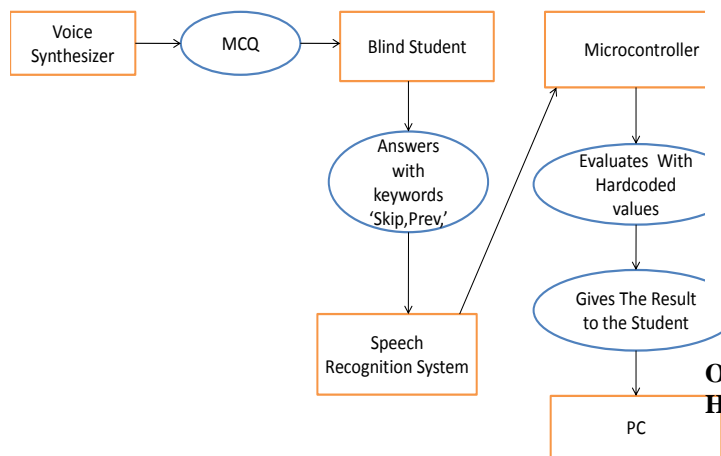 Voice
Synthesizer
MCQ
Blind Student
Answers
with
keywords
‘Skip,Prev,’
Speech
Recognition System
Microcontroller
Evaluates With
Hardcoded
values
Gives The Result
to the Student
PC
O
H